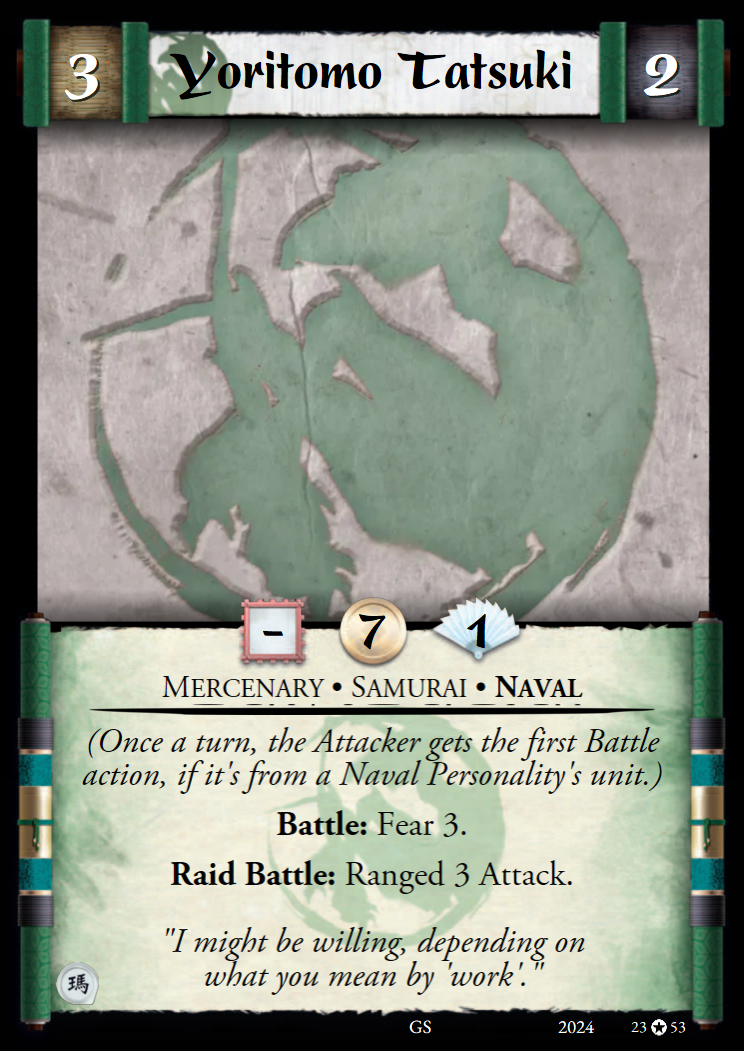 3 Yoritomo Tatsuki 2
- 7 1
Mercenary • Samurai • Naval
(Once a turn, the Attacker gets the first Battle
action, if it's from a Naval Personality's unit.)
Battle: Fear 3.
Raid Battle: Ranged 3 Attack.
"I might be willing, depending on
what you mean by 'work'."
瑪
GS 2024 23 ✪ 53